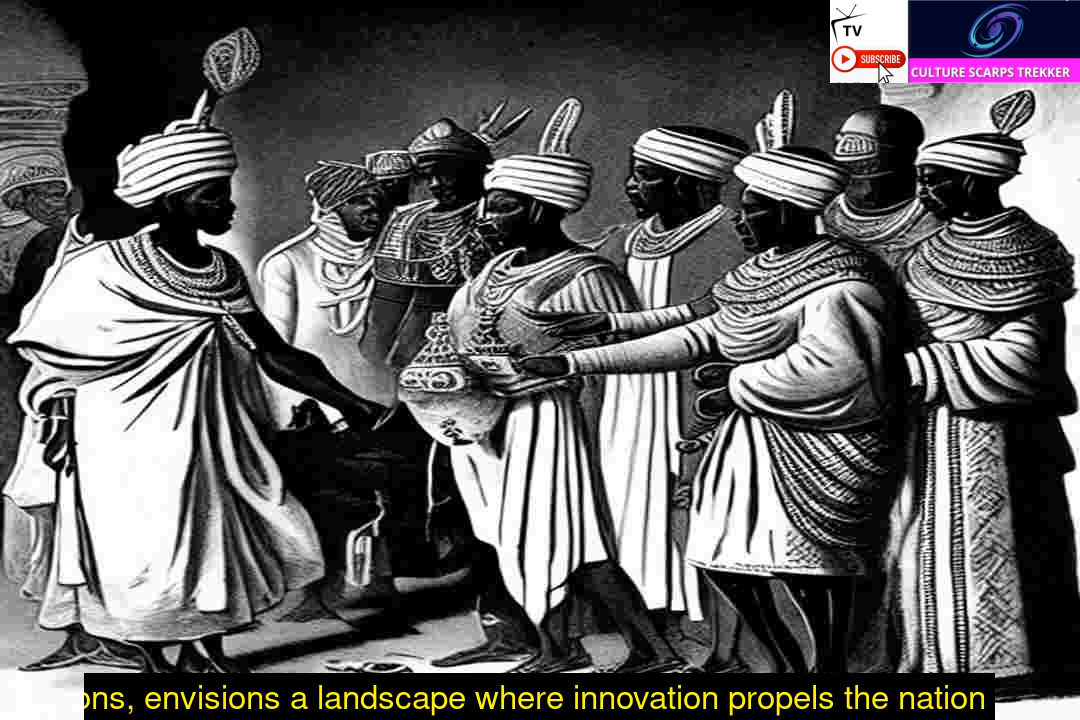 TV
SUBSCRIBE
CULTURE SCARPS TREKKER
ons, envisions a landscape where innovation propels the nation